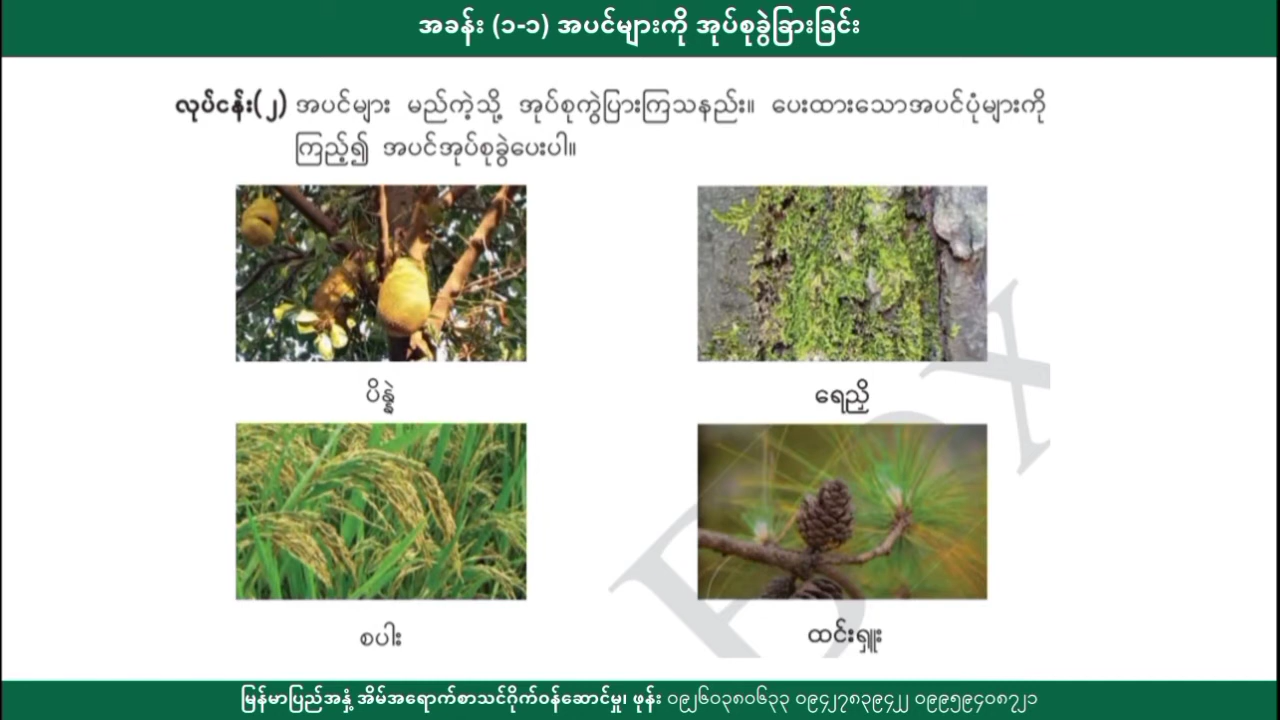 အခန်း (၁-၁) အပင်များကို အုပ်စုခွဲခြားခြင်း
လုပ်ငန်း(၂) အပင်များ မည်ကဲ့သို့ အုပ်စုကွဲပြားကြသနည်း။ ပေးထားသောအပင်ပုံများကို
ကြည့်၍ အပင်အုပ်စုခွဲပေးပါ။
ပိန္နဲ
ရေညှိ
စပါး
ထင်းရှူး
မြန်မာပြည်အနှံ့ အိမ်အရောက်စာသင်ဝိုက်ဝန်ဆောင်မှု၊ ဖုန်း ၀၉၂၆၀၃၈၀၆၃၃ ၀၉၄၂၇၈၃၉၄၂၂ ၀၉၉၅၉၄၀၈၇၂၁